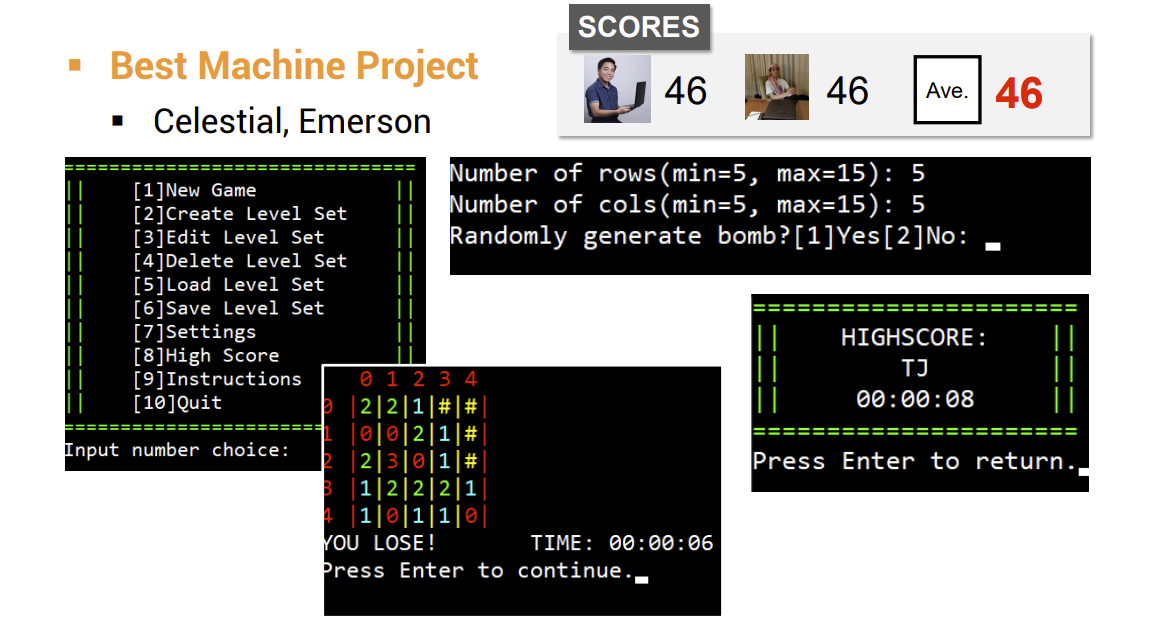 SCORES
▪ Best Machine Project
46
46
Ave.
46
▪ Celestial, Emerson
===============================
|| [1]New Game ||
|| [2]Create Level Set ||
|| [3]Edit Level Set ||
|| [4]Delete Level Set ||
|| [5]Load Level Set ||
|| [6]Save Level Set ||
|| [7]Settings ||
|| [8]High Score ||
|| [9]Instructions
|| [10]Quit
=======================
Input number choice:
Number of rows(min=5, max=15): 5
Number of cols(min=5, max=15): 5
Randomly generate bomb?[1]Yes[2]No: _
0 1 2 3 4
0 |2|2|1|#|#|
1 |0|0|2|1|#|
2 |2|3|0|1|#|
3 |1|2|2|2|1|
4 |1|0|1|1|0|
YOU LOSE! TIME: 00:00:06
Press Enter to continue._
======================
|| HIGHSCORE: ||
|| TJ ||
|| 00:00:08 ||
======================
Press Enter to return._